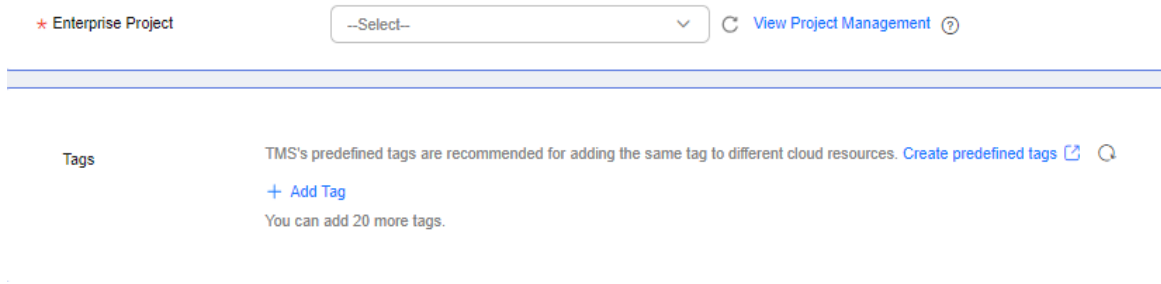 * Enterprise Project --Select-- View Project Management ?
Tags TMS's predefined tags are recommended for adding the same tag to different cloud resources. Create predefined tags
+ Add Tag
You can add 20 more tags.